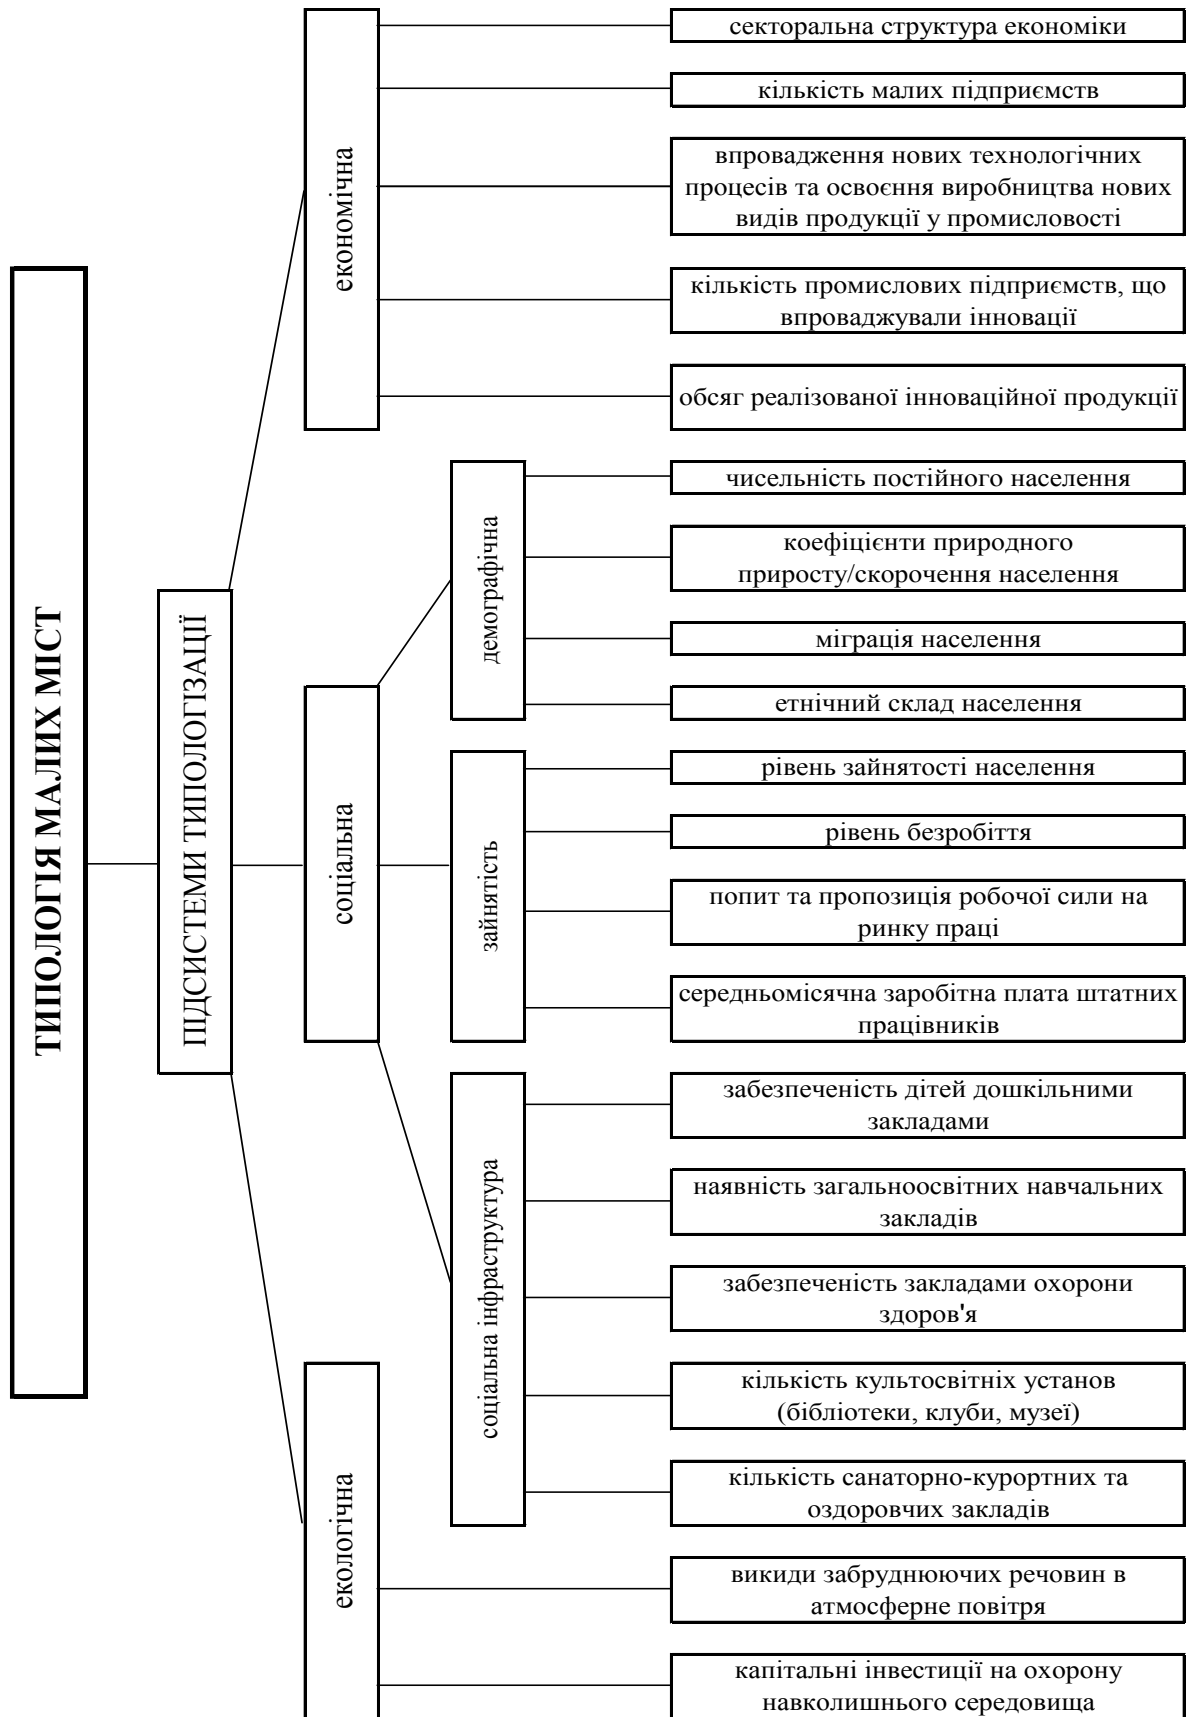 ТИПОЛОГІЯ МАЛИХ МІСТ
ПІДСИСТЕМИ ТИПОЛОГІЗАЦІЇ
економічна
секторальна структура економіки
кількість малих підприємств
впровадження нових технологічних
процесів та освоєння виробництва нових
видів продукції у промисловості
кількість промислових підприємств, що
впроваджували інновації
обсяг реалізованої інноваційної продукції
соціальна
демографічна
чисельність постійного населення
коефіцієнти природного
приросту/скорочення населення
міграція населення
етнічний склад населення
зайнятість
рівень зайнятості населення
рівень безробіття
попит та пропозиція робочої сили на
ринку праці
середньомісячна заробітна плата штатних
працівників
соціальна інфраструктура
забезпеченість дітей дошкільними
закладами
наявність загальноосвітних навчальних
закладів
забезпеченість закладами охорони
здоров'я
кількість культосвітніх установ
(бібліотеки, клуби, музеї)
кількість санаторно-курортних та
оздоровчих закладів
екологічна
викиди забруднюючих речовин в
атмосферне повітря
капітальні інвестиції на охорону
навколишнього середовища